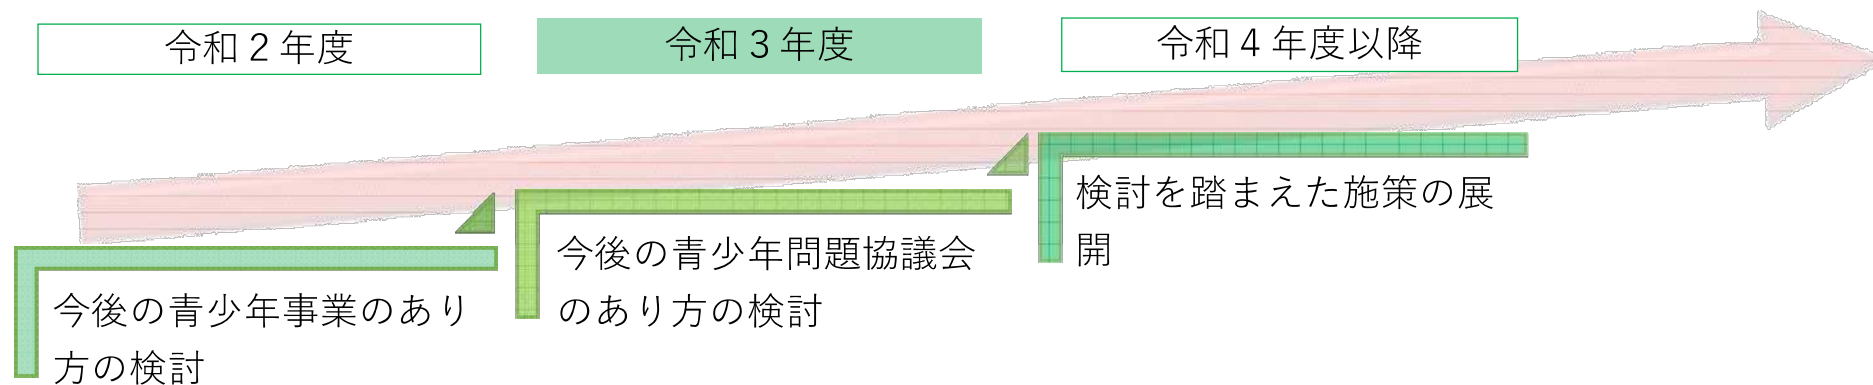 令和２年度
令和３年度
令和４年度以降
今後の青少年事業のあり
方の検討
今後の青少年問題協議会
のあり方の検討
検討を踏まえた施策の展
開